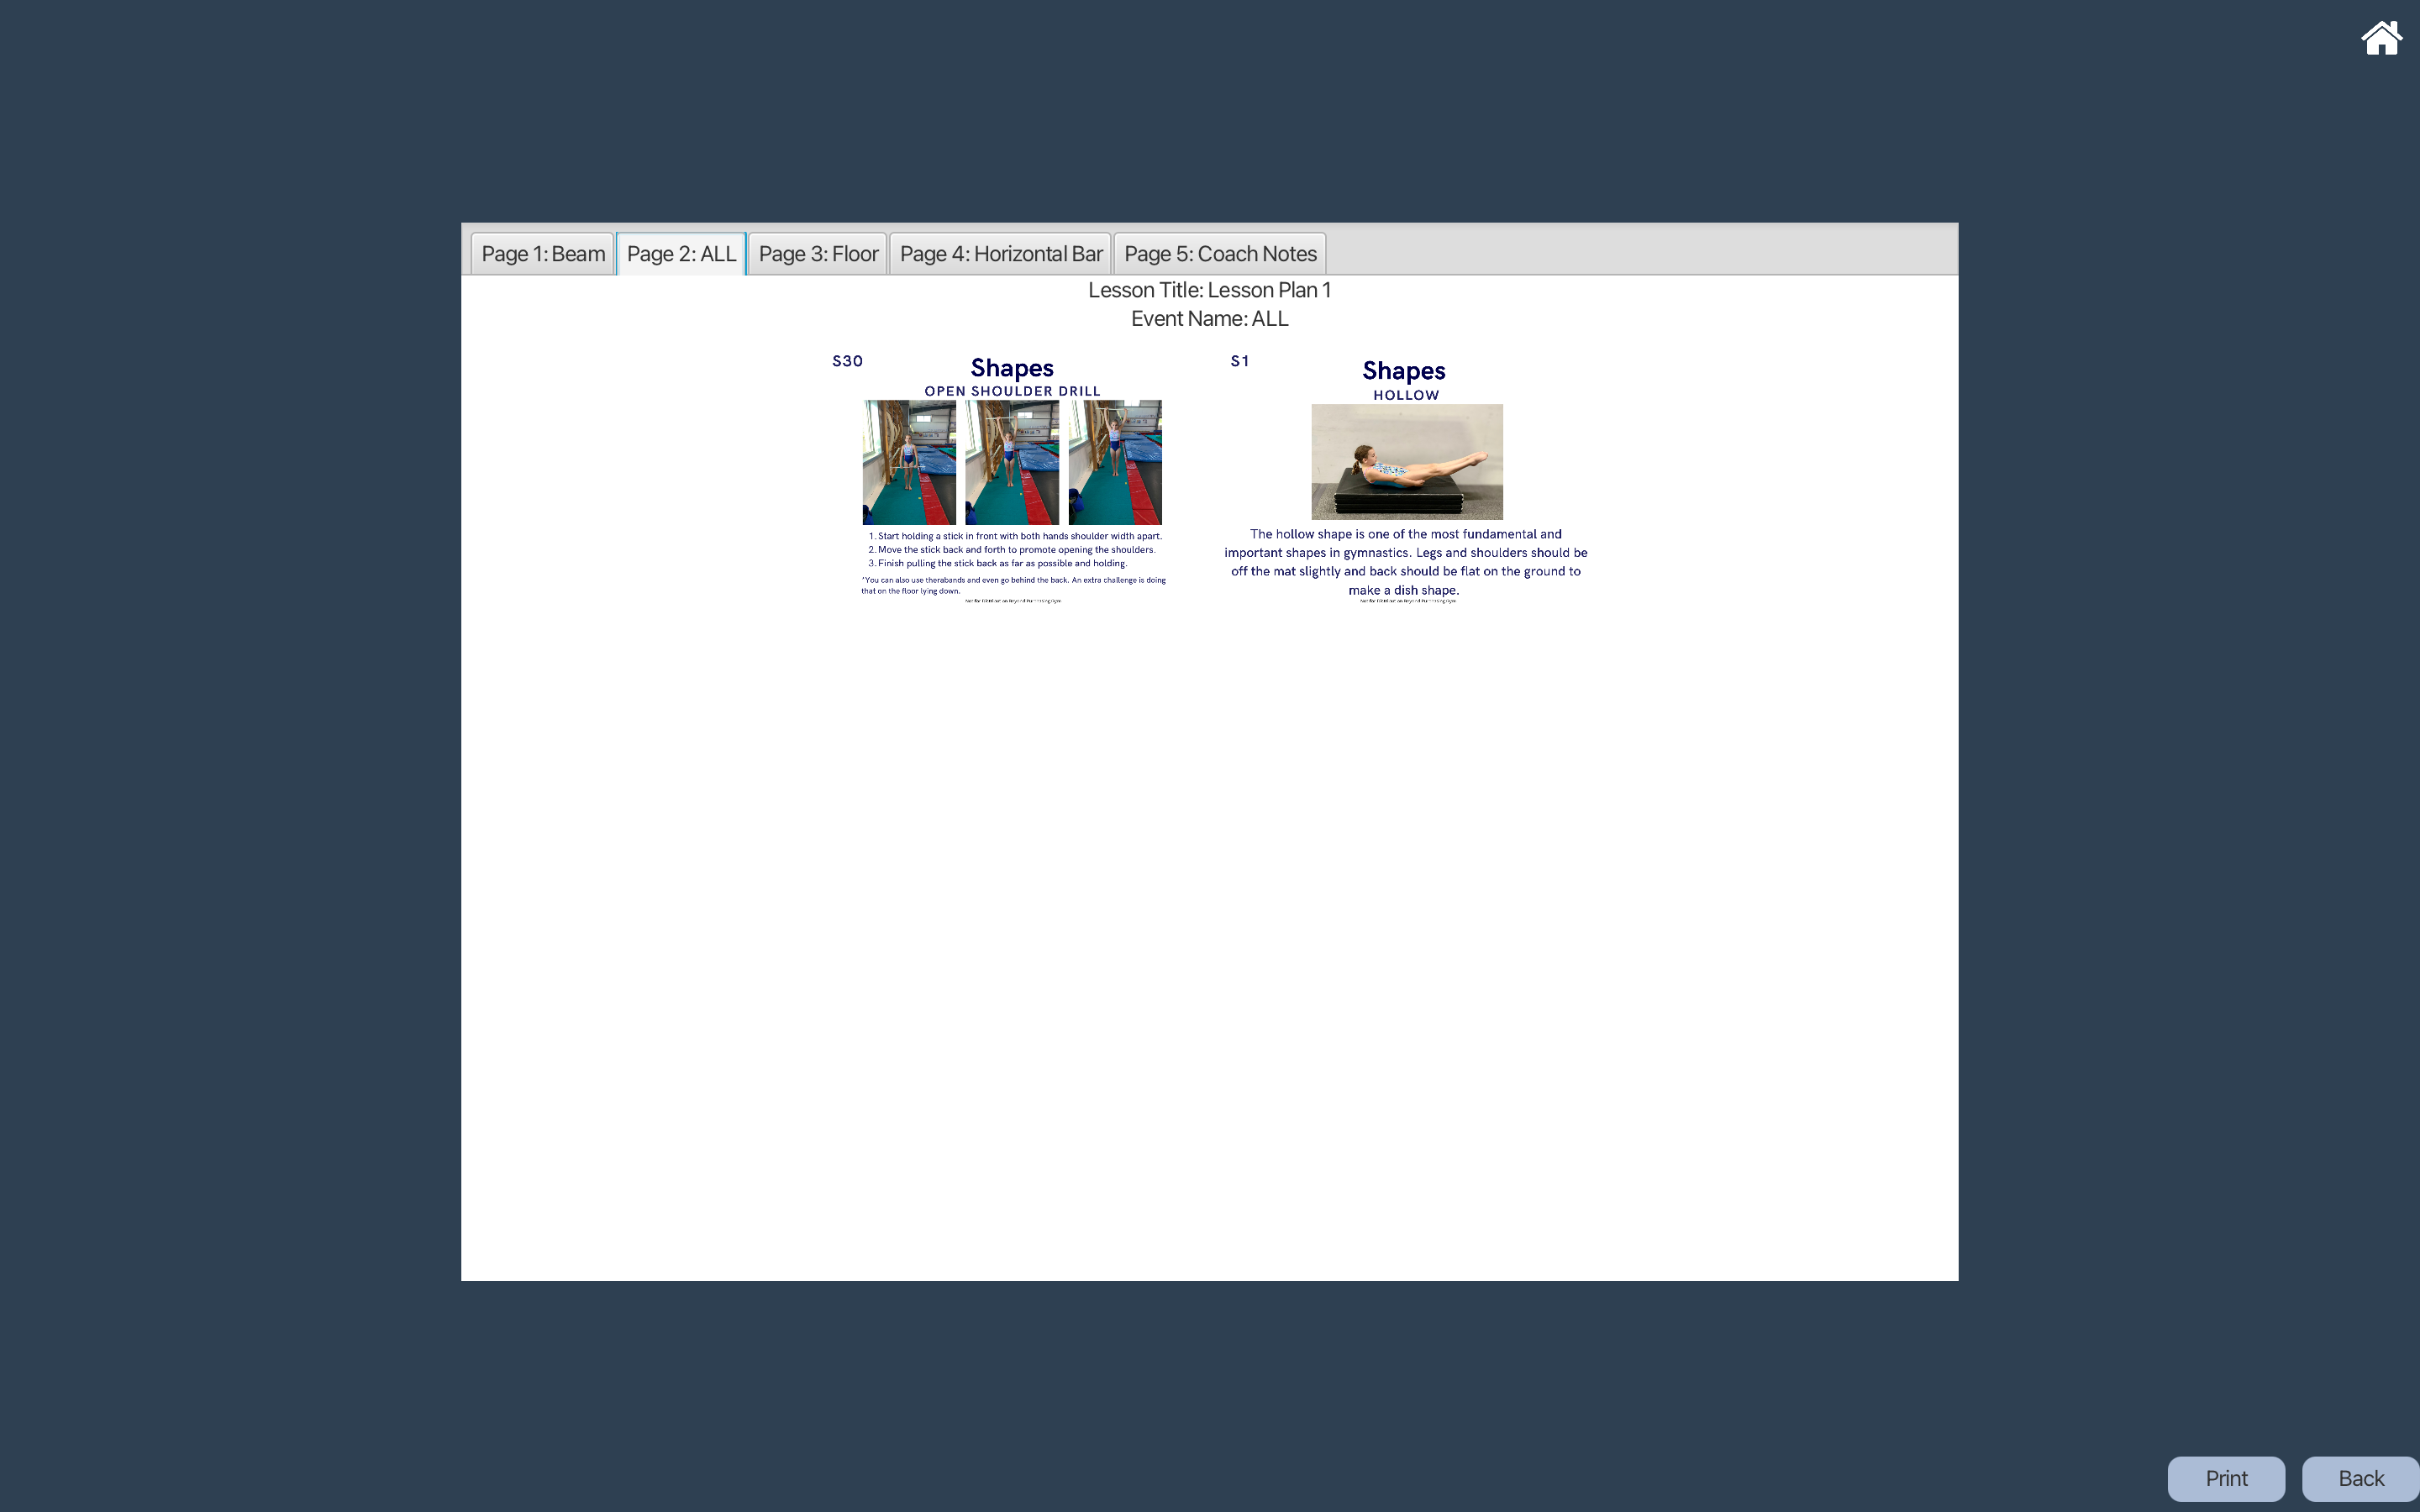 Page 1: Beam
Page 2: ALL
Page 3: Floor
Page 4: Horizontal Bar
Page 5: Coach Notes
Lesson Title: Lesson Plan 1
Event Name: ALL
S30
Shapes
OPEN SHOULDER DRILL
1. Start holding a stick in front with both hands shoulder width apart.
2. Move the stick back and forth to promote opening the shoulders.
3. Finish pulling the stick back as far as possible and holding.
*You can also use therabands and even go behind the back. An extra challenge is doing
that on the floor lying down.
S1
Shapes
HOLLOW
The hollow shape is one of the most fundamental and
important shapes in gymnastics. Legs and shoulders should be
off the mat slightly and back should be flat on the ground to
make a dish shape.
Print
Back